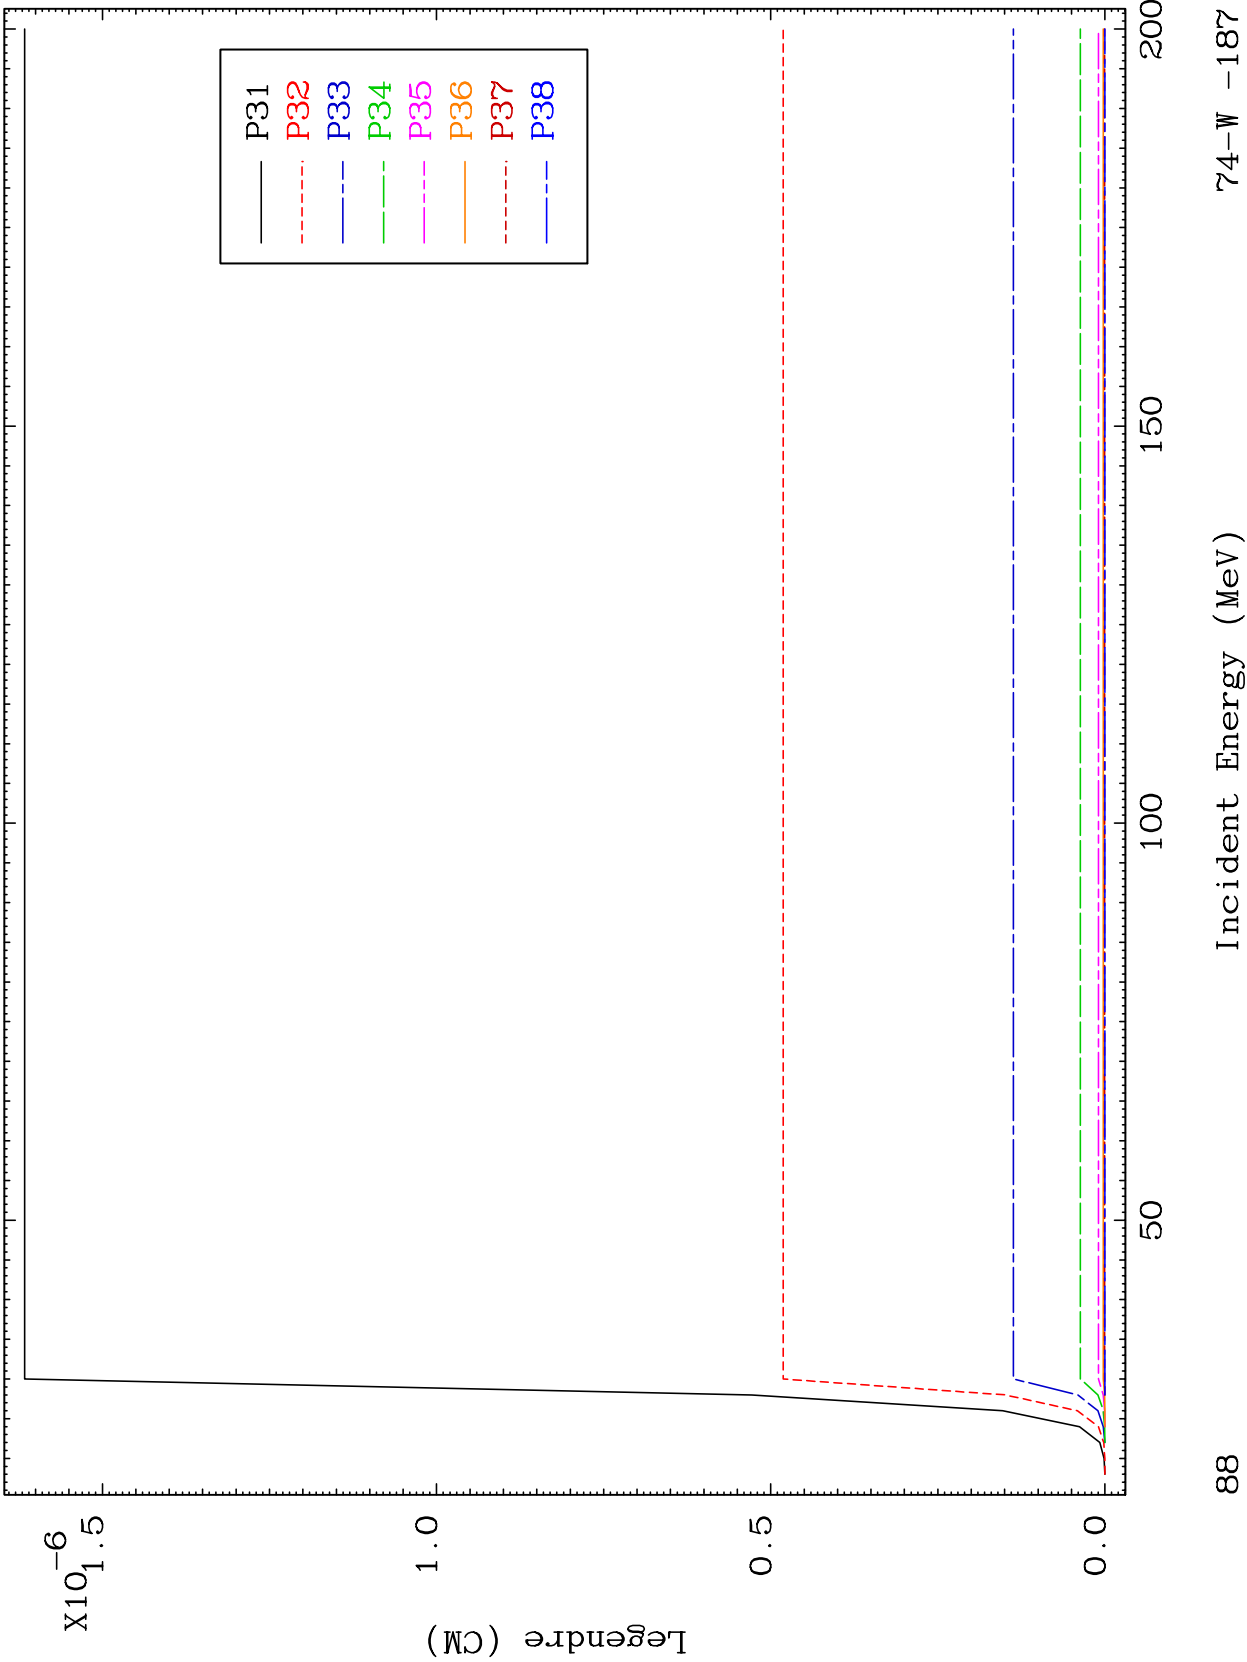 X10-6
1.5
1.0
0.5
0.0
Legendre (CM)
P31
P32
P33
P34
P35
P36
P37
P38
50
100
150
200
88
Incident Energy (MeV)
74-W -187